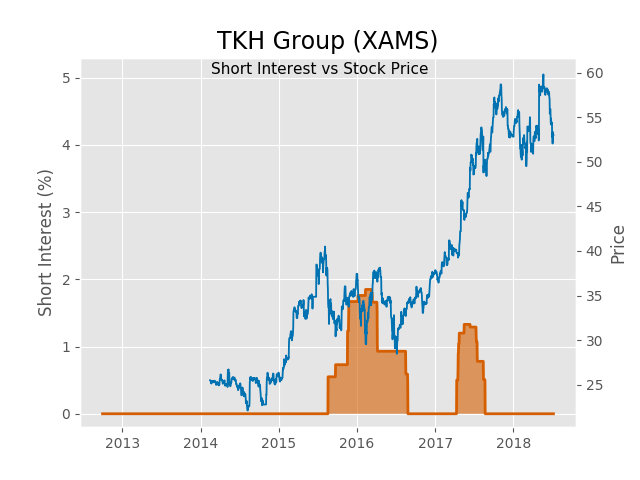 TKH Group (XAMS)
Short Interest vs Stock Price
Short Interest (%)
5
4
3
2
1
0
60
55
50
45
40
35
30
25
Price
2013 2014 2015 2016 2017 2018